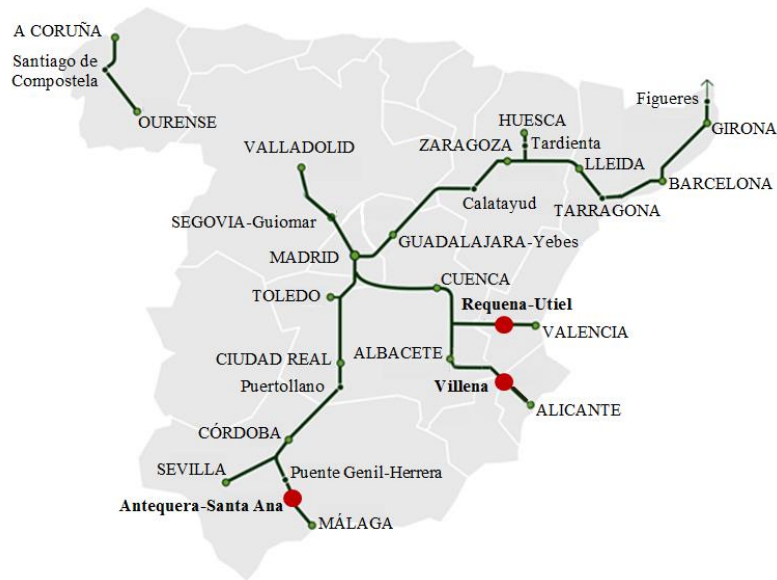 A CORUÑA
Santiago de
Compostela
OURENSE
VALLADOLID
SEGOVIA-Guiomar
MADRID
TOLEDO
CIUDAD REAL
Puertollano
CÓRDOBA
SEVILLA
Puente Genil-Herrera
Antequera-Santa Ana
MÁLAGA
HUESCA
Tardienta
ZARAGOZA
Calatayud
GUADALAJARA-Yebes
LLEIDA
TARRAGONA
BARCELONA
Figueres
GIRONA
CUENCA
Requena-Utiel
VALENCIA
ALBACETE
Villena
ALICANTE